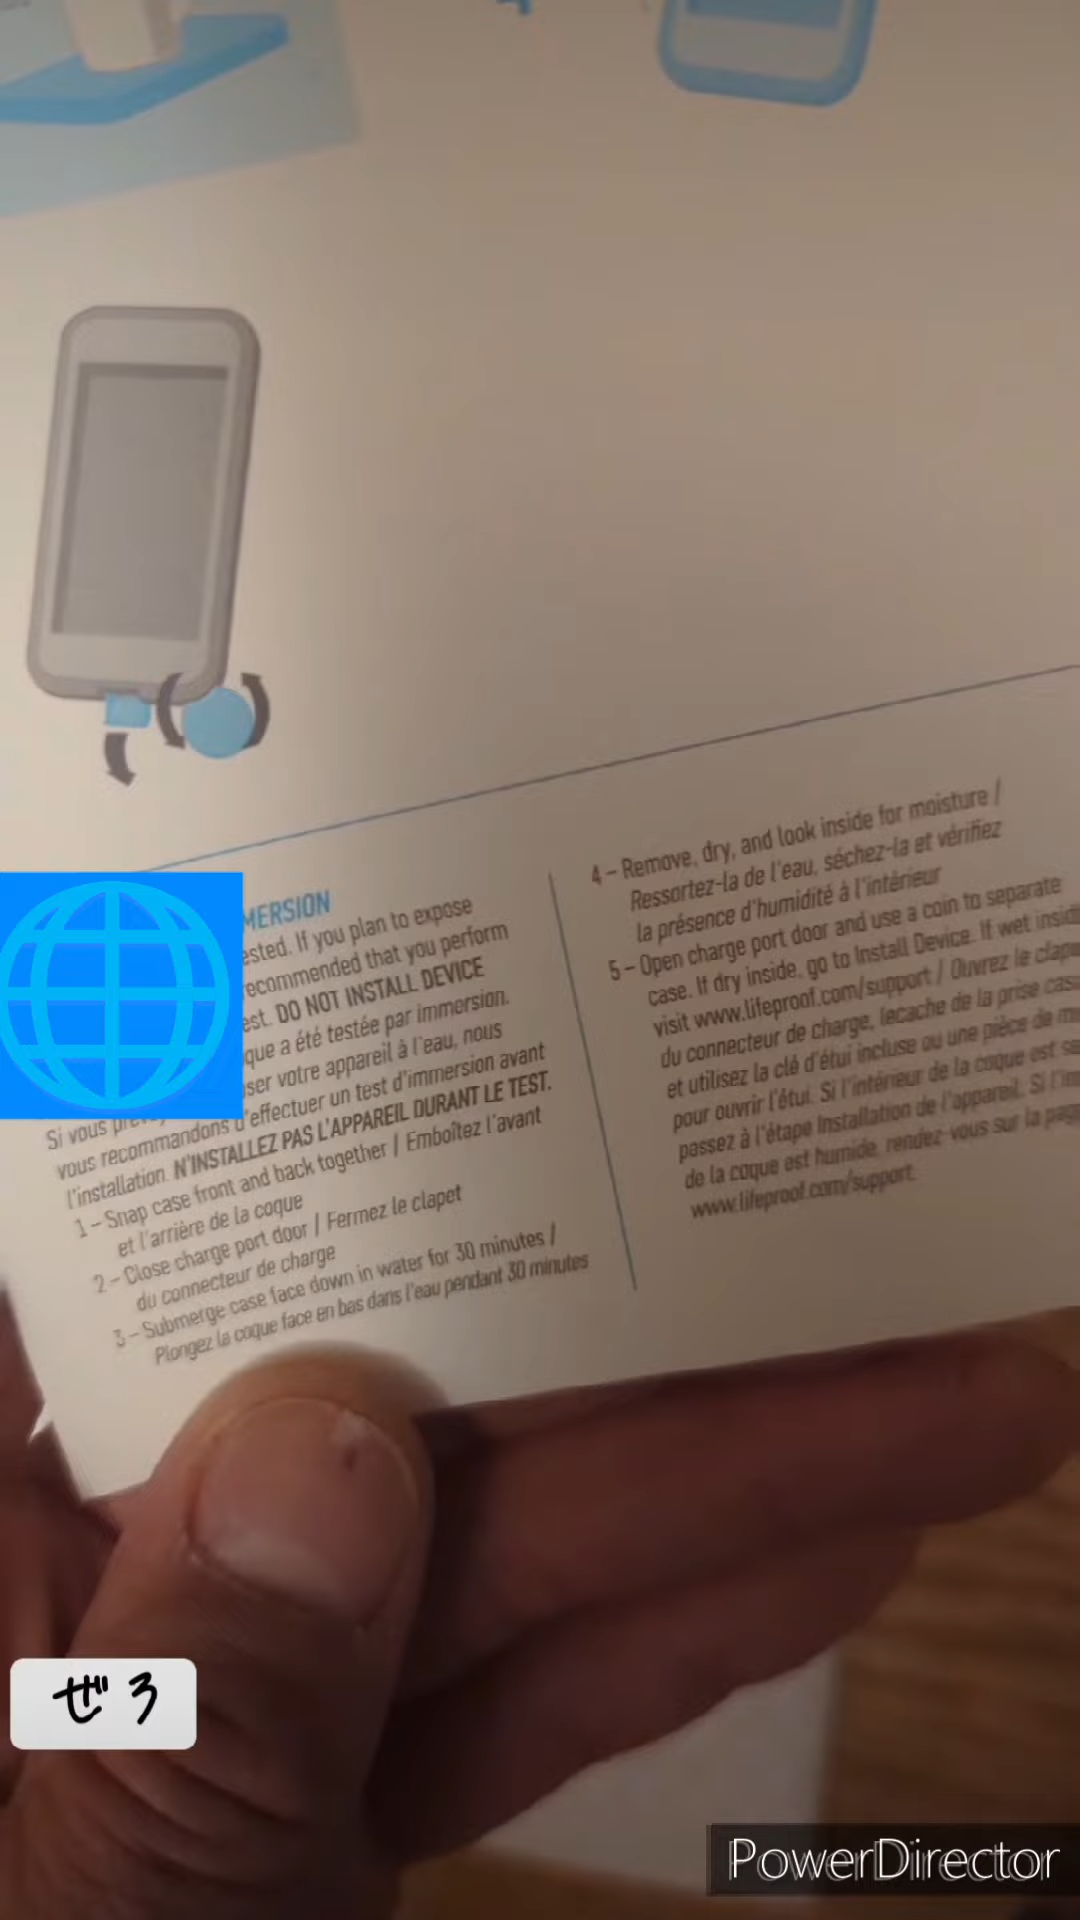 MERSION
ested. If you plan to expose
recommended that you perform
est. DO NOT INSTALL DEVICE
que a été testée par immersion.
Si vous ser votre appareil à l'eau, nous
vous recommandons d'effectuer un test d'immersion avant
l'installation. N'INSTALLEZ PAS L'APPAREIL DURANT LE TEST.
1 – Snap case front and back together / Emboîtez l'avant
et l'arrière de la coque
2 – Close charge port door / Fermez le clapet
du connecteur de charge
3 – Submerge case face down in water for 30 minutes /
Plongez la coque face en bas dans l'eau pendant 30 minutes
4 – Remove, dry, and look inside for moisture /
Ressortez-la de l'eau, séchez-la et vérifiez
la présence d'humidité à l'intérieur
5 – Open charge port door and use a coin to separate
case. If dry inside, go to Install Device. If wet insid
visit www.lifeproof.com/support / Ouvrez le clap
du connecteur de charge, lecache de la prise
et utilisez la clé d'étui incluse ou une pièce de
pour ouvrir l'étui. Si l'intérieur de la coque est
passez à l'étape Installation de l'appareil. Si
de la coque est humide, rendez-vous sur la
www.lifeproof.com/support.
ぜろ
PowerDirector